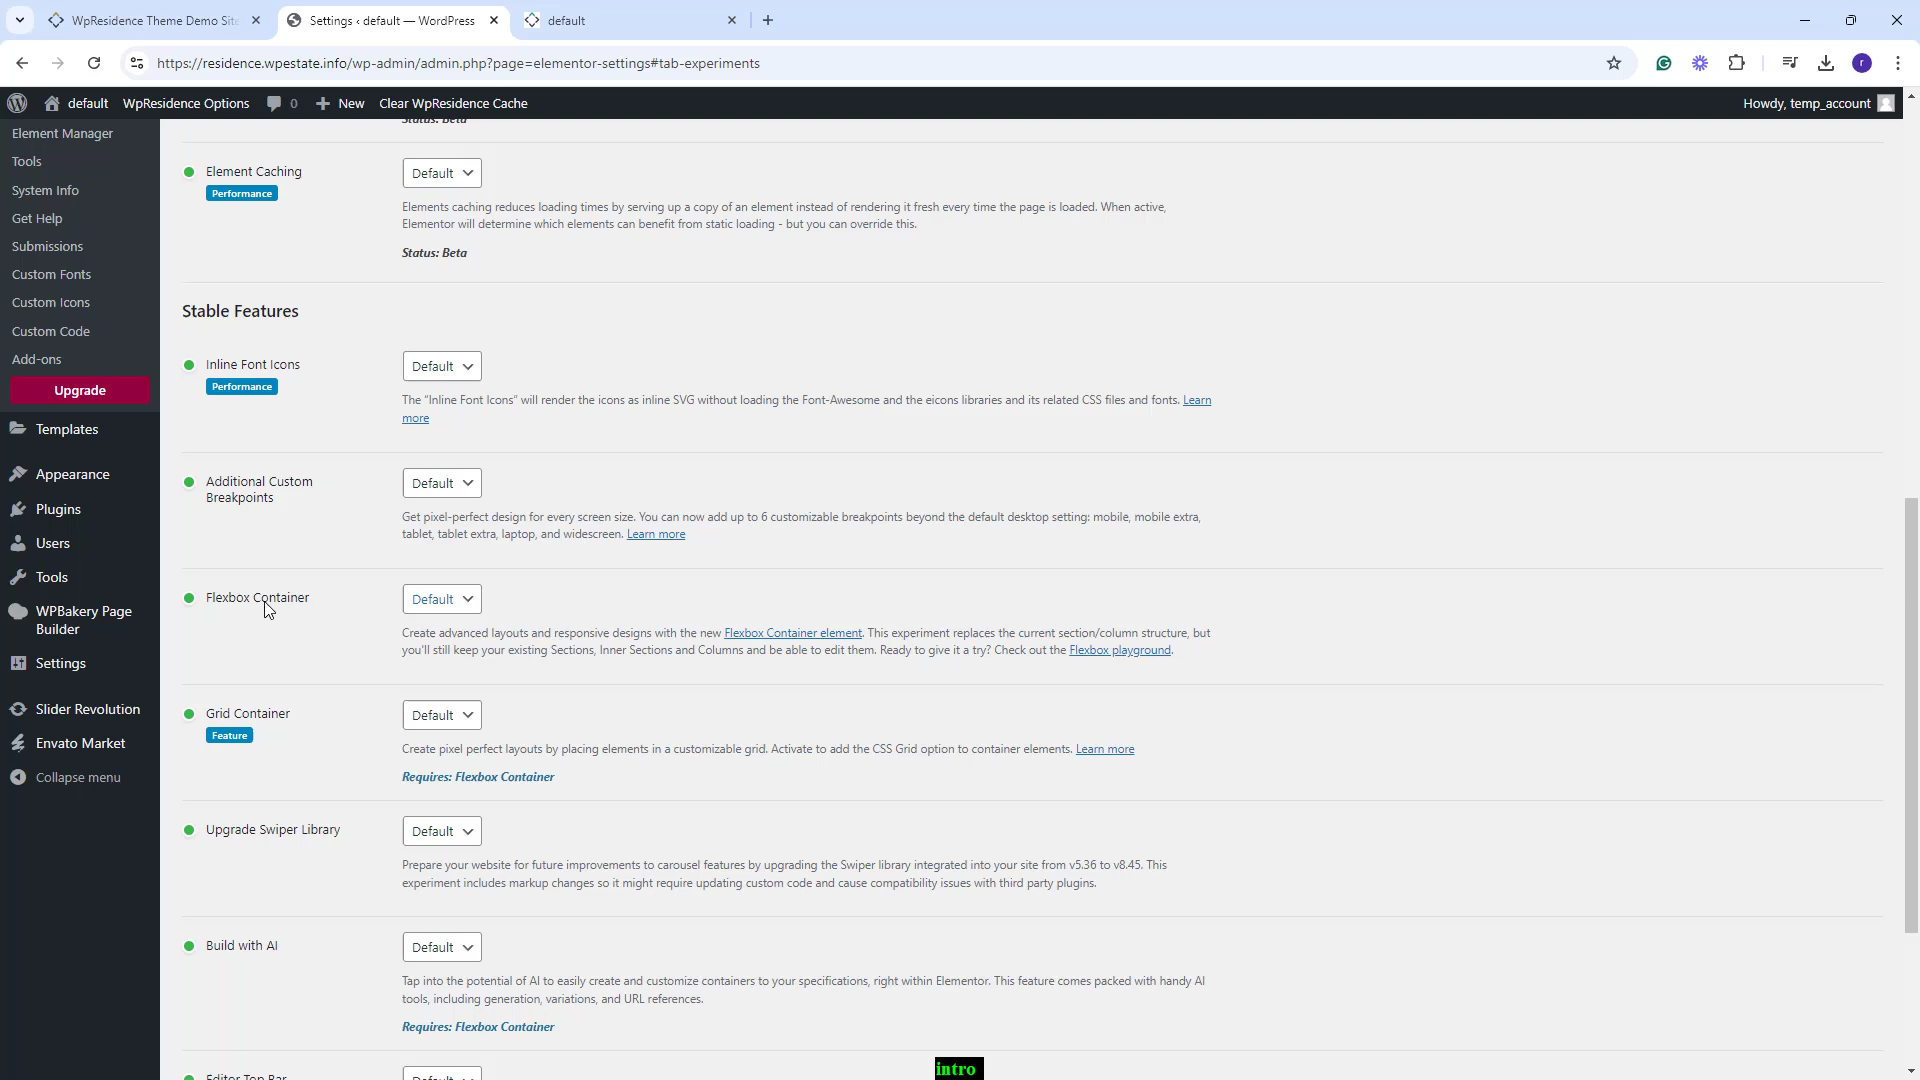 WpResidence Theme Demo Site
Settings ‹ default — WordPress
default
https://residence.wpestate.info/wp-admin/admin.php?page=elementor-settings#tab-experiments
r
default
WpResidence Options
0
New
Clear WpResidence Cache
Howdy, temp_account
Element Manager
Tools
System Info
Get Help
Submissions
Custom Fonts
Custom Icons
Custom Code
Add-ons
Upgrade
Templates
Appearance
Plugins
Users
Tools
WPBakery Page
Builder
Settings
Slider Revolution
Envato Market
Collapse menu
Status: Beta
Element Caching
Performance
Default
Elements caching reduces loading times by serving up a copy of an element instead of rendering it fresh every time the page is loaded. When active,
Elementor will determine which elements can benefit from static loading - but you can override this.
Status: Beta
Stable Features
Inline Font Icons
Performance
Default
The “Inline Font Icons” will render the icons as inline SVG without loading the Font-Awesome and the eicons libraries and its related CSS files and fonts. Learn
more
Additional Custom
Breakpoints
Default
Get pixel-perfect design for every screen size. You can now add up to 6 customizable breakpoints beyond the default desktop setting: mobile, mobile extra,
tablet, tablet extra, laptop, and widescreen. Learn more
Flexbox Container
Default
Create advanced layouts and responsive designs with the new Flexbox Container element. This experiment replaces the current section/column structure, but
you'll still keep your existing Sections, Inner Sections and Columns and be able to edit them. Ready to give it a try? Check out the Flexbox playground.
Grid Container
Feature
Default
Create pixel perfect layouts by placing elements in a customizable grid. Activate to add the CSS Grid option to container elements. Learn more
Requires: Flexbox Container
Upgrade Swiper Library
Default
Prepare your website for future improvements to carousel features by upgrading the Swiper library integrated into your site from v5.36 to v8.45. This
experiment includes markup changes so it might require updating custom code and cause compatibility issues with third party plugins.
Build with AI
Default
Tap into the potential of AI to easily create and customize containers to your specifications, right within Elementor. This feature comes packed with handy AI
tools, including generation, variations, and URL references.
Requires: Flexbox Container
Editor Top Bar
Default
intro